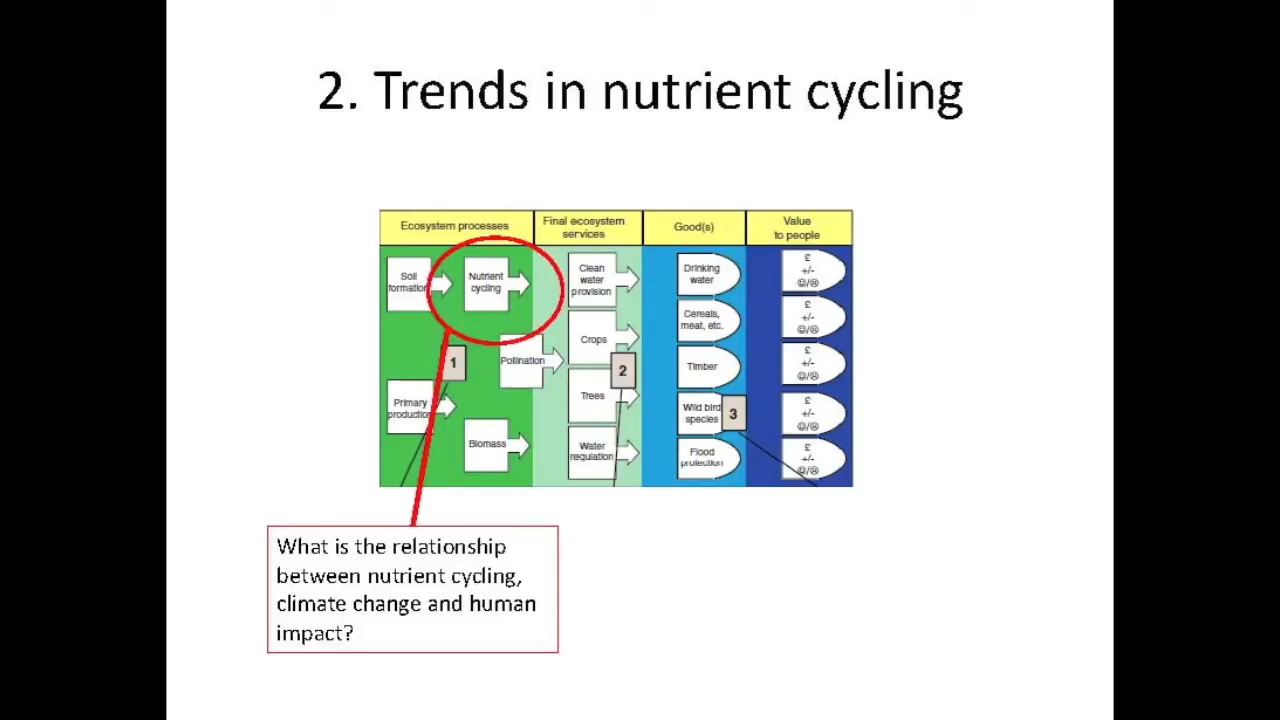 2. Trends in nutrient cycling
Ecosystem processes
Final ecosystem
services
Good(s)
Value
to people
Soil
formation
Nutrient
cycling
Pollination
Primary
production
Biomass
1
Clean
water
provision
Crops
Trees
Water
regulation
2
Drinking
water
Cereals,
meat, etc.
Timber
Wild bird
species
Flood
protection
3
£
+/-
☺/☹
£
+/-
☺/☹
£
+/-
☺/☹
£
+/-
☺/☹
£
+/-
☺/☹
What is the relationship
between nutrient cycling,
climate change and human
impact?